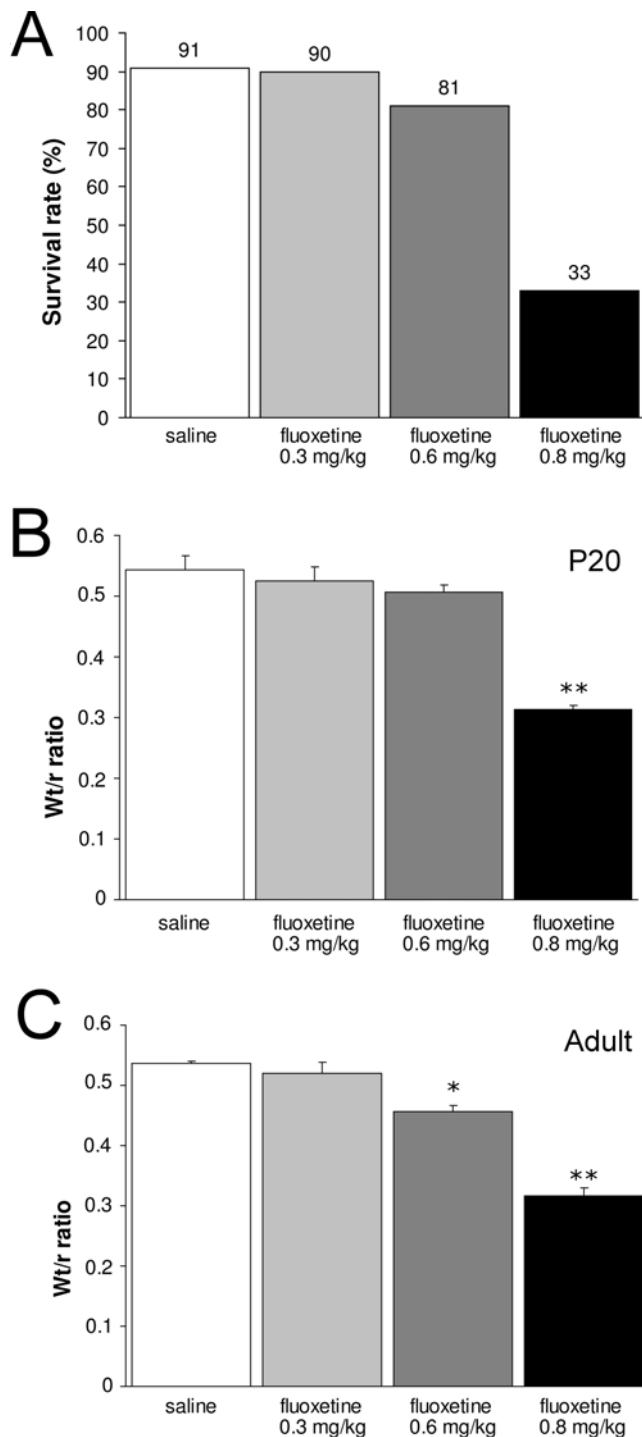 A
Survival rate (%)
100
90
80
70
60
50
40
30
20
10
0
91
90
81
33
saline
fluoxetine
0.3 mg/kg
fluoxetine
0.6 mg/kg
fluoxetine
0.8 mg/kg
B
P20
Wt/r ratio
0.6
0.5
0.4
0.3
0.2
0.1
0
**
saline
fluoxetine
0.3 mg/kg
fluoxetine
0.6 mg/kg
fluoxetine
0.8 mg/kg
C
Adult
Wt/r ratio
0.6
0.5
0.4
0.3
0.2
0.1
0
*
**
saline
fluoxetine
0.3 mg/kg
fluoxetine
0.6 mg/kg
fluoxetine
0.8 mg/kg